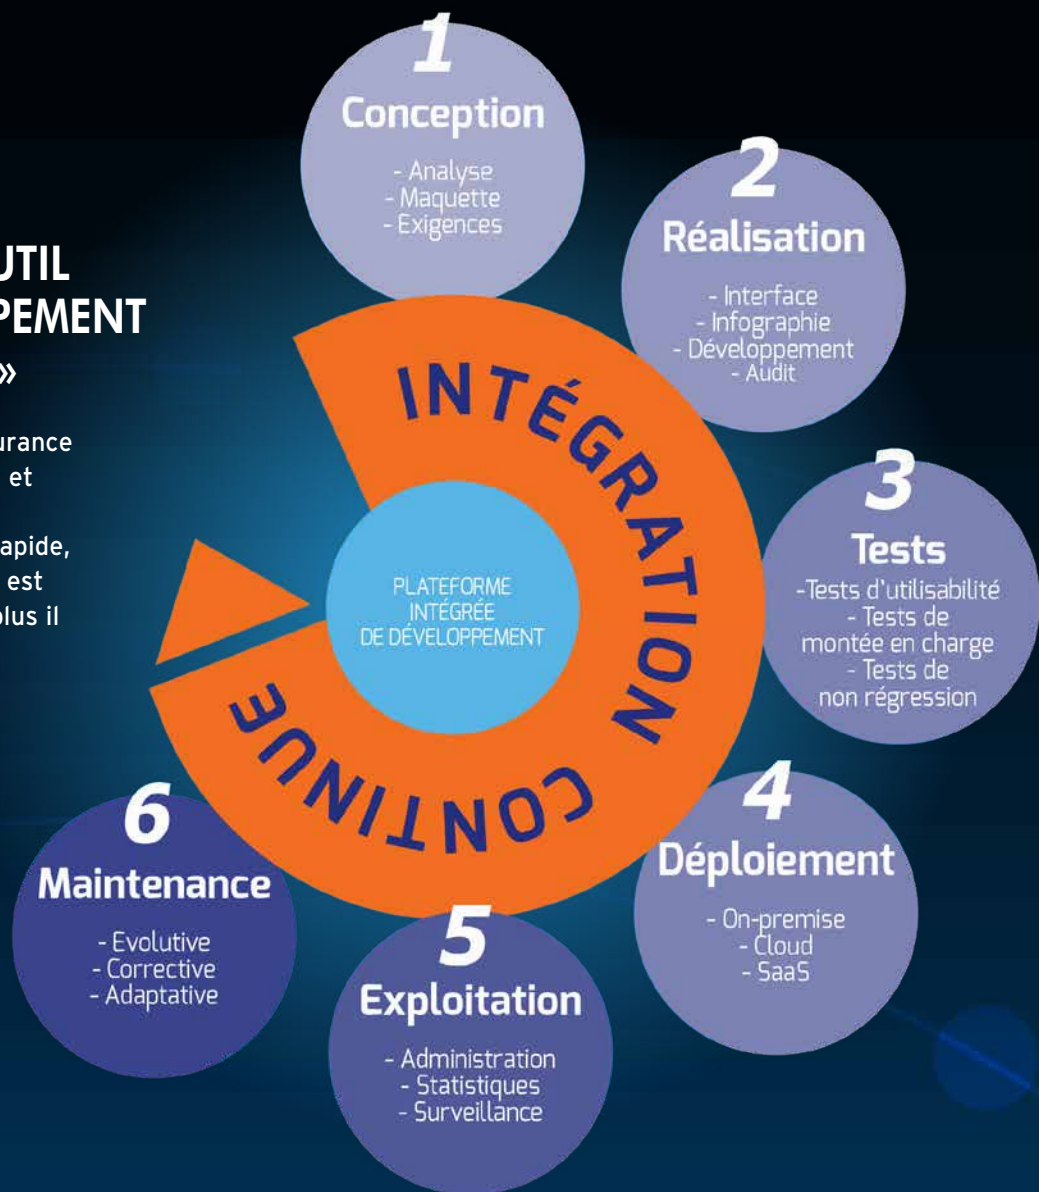 UTIL
PEMENT
»
urance
et
apide,
est
plus il
1
Conception
- Analyse
- Maquette
- Exigences
2
Réalisation
- Interface
- Infographie
- Développement
- Audit
3
Tests
-Tests d'utilisabilité
- Tests de
montée en charge
- Tests de
non régression
4
Déploiement
- On-premise
- Cloud
- SaaS
5
Exploitation
- Administration
- Statistiques
- Surveillance
6
Maintenance
- Evolutive
- Corrective
- Adaptative
INTÉGRATION CONTINUE
PLATEFORME
INTÉGRÉE
DE DÉVELOPPEMENT